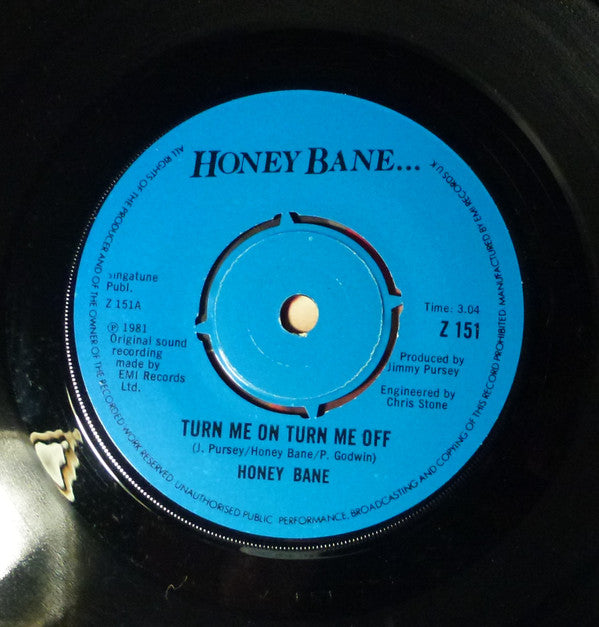 HONEY BANE...
ingatune
Publ.
Z 151A
℗ 1981
Original sound
recording
made by
EMI Records
Ltd.
Time: 3.04
Z 151
Produced by
Jimmy Pursey
Engineered by
Chris Stone
TURN ME ON TURN ME OFF
(J. Pursey/Honey Bane/P. Godwin)
HONEY BANE
ALL RIGHTS OF THE PRODUCER AND OF THE OWNER OF THE RECORDED WORK RESERVED UNAUTHORISED PUBLIC PERFORMANCE, BROADCASTING AND COPYING OF THIS RECORD PROHIBITED MANUFACTURED BY EMI RECORDS UK